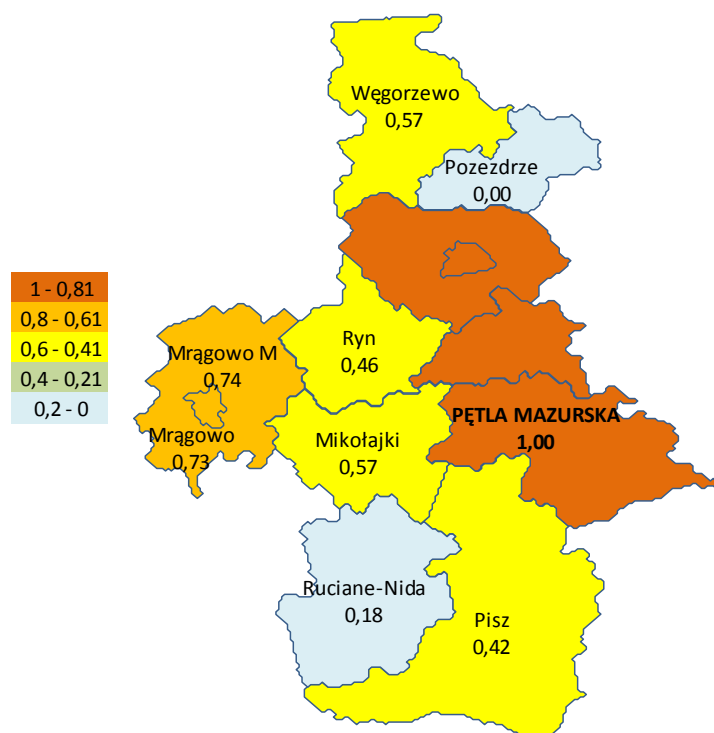 Węgorzewo
0,57
Pozezdrze
0,00
1 - 0,81
0,8 - 0,61
0,6 - 0,41
0,4 - 0,21
0,2 - 0
Ryn
0,46
Mrągowo M
0,74
Mrągowo
0,73
Mikołajki
0,57
PĘTLA MAZURSKA
1,00
Ruciane-Nida
0,18
Pisz
0,42